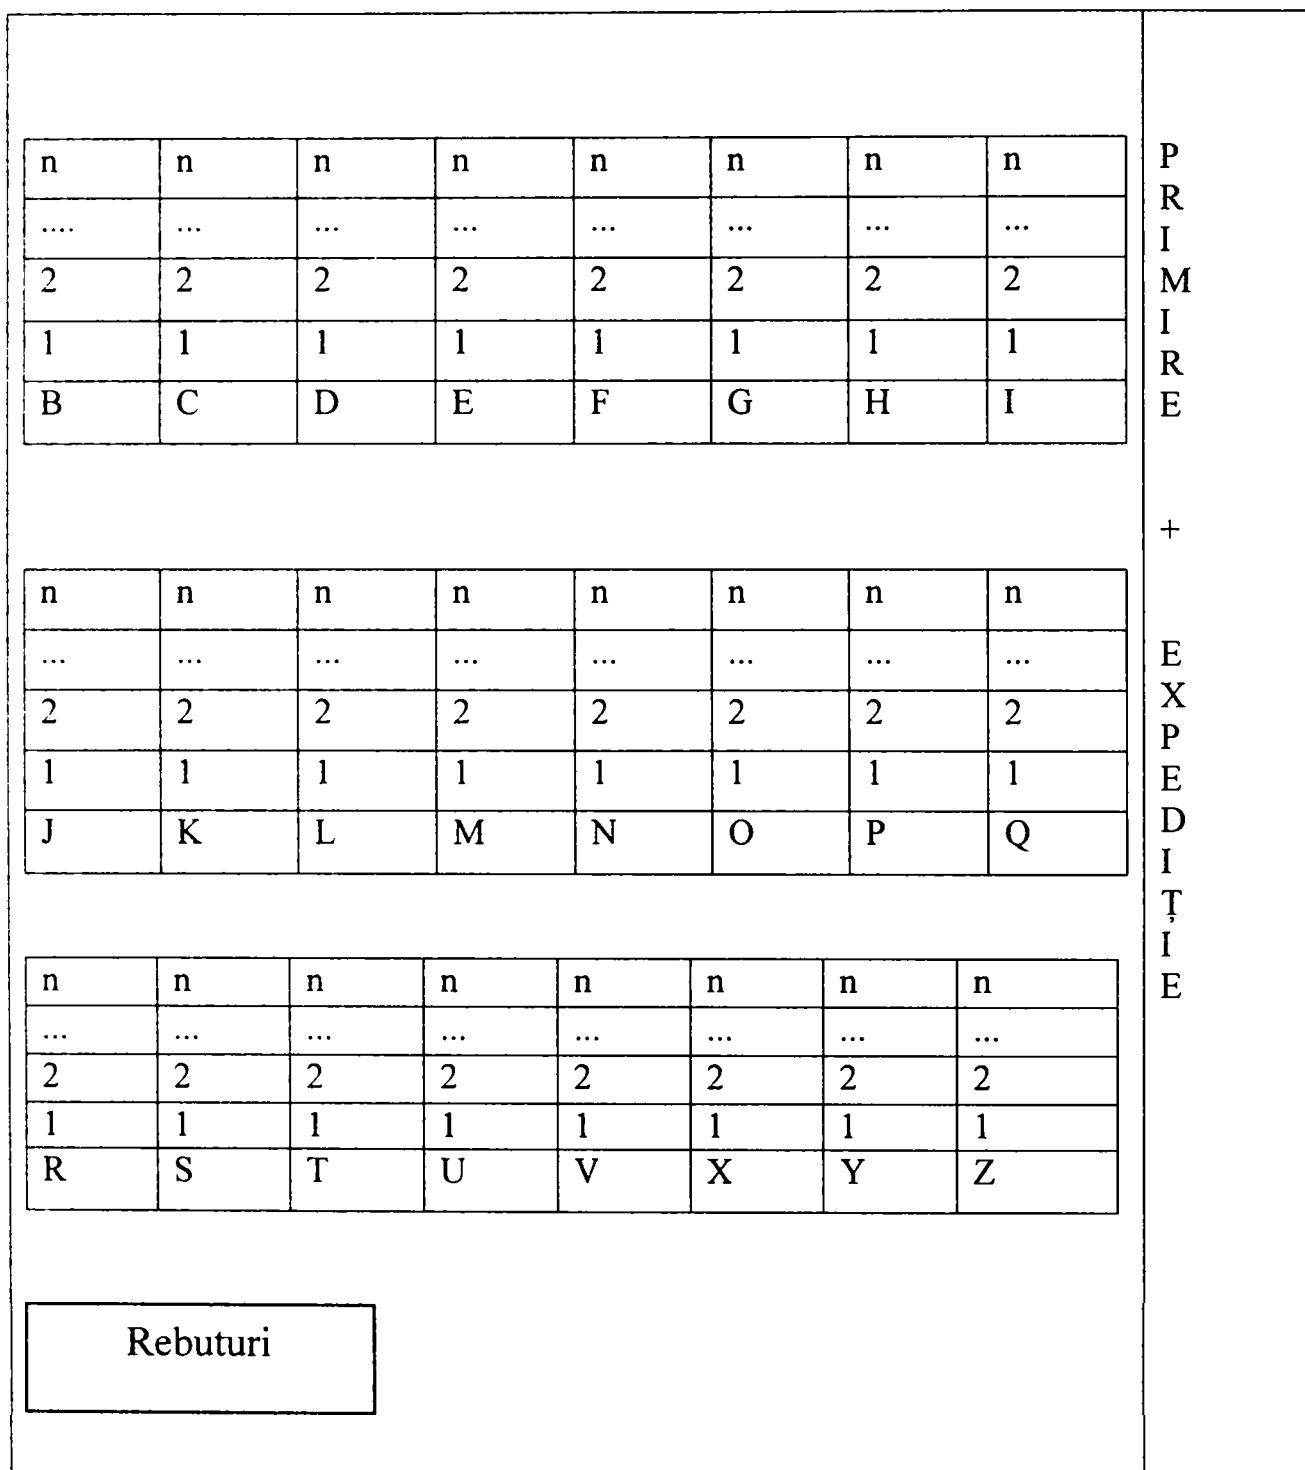 n n n n n n n n
.... ... ... ... ... ... ... ...
2 2 2 2 2 2 2 2
1 1 1 1 1 1 1 1
B C D E F G H I
n n n n n n n n
... ... ... ... ... ... ... ...
2 2 2 2 2 2 2 2
1 1 1 1 1 1 1 1
J K L M N O P Q
n n n n n n n n
... ... ... ... ... ... ... ...
2 2 2 2 2 2 2 2
1 1 1 1 1 1 1 1
R S T U V X Y Z
Rebuturi
PRIMIRE
+
EXPEDIȚIE